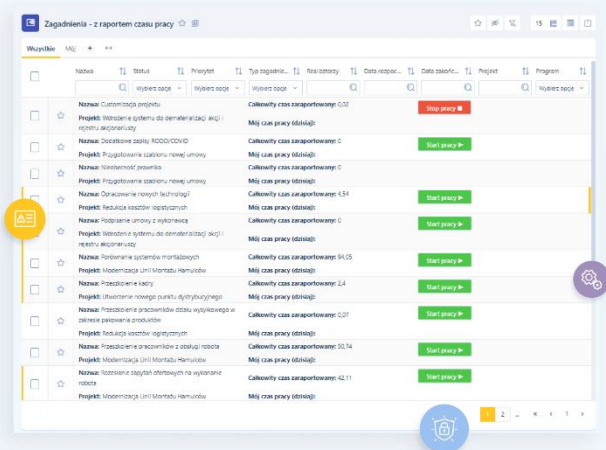 Zagadnienia - z raportem czasu pracy
15
Wszystkie Mój +
Nazwa Status Priorytet Typ zagadnie... Realizatorzy Data rozpoc... Data zakońc... Projekt Program
Wybierz opcje Wybierz opcje Wybierz opcje Wybierz opcje
Nazwa: Customizacja projektu
Projekt: Wdrożenie systemu do dematerializacji akcji i
rejestru akcjonariuszy
Całkowity czas zaraportowany: 0,02
Mój czas pracy (dzisiaj):
Stop pracy
Nazwa: Dodatkowe zapisy RODO/COVID
Projekt: Przygotowanie szablonu nowej umowy
Całkowity czas zaraportowany: 0
Mój czas pracy (dzisiaj):
Start pracy
Nazwa: Nieobecność prawnika
Projekt: Przygotowanie szablonu nowej umowy
Całkowity czas zaraportowany: 0
Mój czas pracy (dzisiaj):
Nazwa: Opracowanie nowych technologii
Projekt: Redukcja kosztów logistycznych
Całkowity czas zaraportowany: 4,54
Mój czas pracy (dzisiaj):
Start pracy
Nazwa: Podpisanie umowy z wykonawcą
Projekt: Wdrożenie systemu do dematerializacji akcji i
rejestru akcjonariuszy
Całkowity czas zaraportowany: 0
Mój czas pracy (dzisiaj):
Start pracy
Nazwa: Porównanie systemów montażowych
Projekt: Modernizacja Linii Montażu Hamulców
Całkowity czas zaraportowany: 94,05
Mój czas pracy (dzisiaj):
Start pracy
Nazwa: Przeszkolenie kadry
Projekt: Utworzenie nowego punktu dystrybucyjnego
Całkowity czas zaraportowany: 2,4
Mój czas pracy (dzisiaj):
Start pracy
Nazwa: Przeszkolenie pracowników działu wysyłkowego w
zakresie pakowania produktów
Projekt: Redukcja kosztów logistycznych
Całkowity czas zaraportowany: 0,07
Mój czas pracy (dzisiaj):
Start pracy
Nazwa: Przeszkolenie pracowników z obsługi robota
Projekt: Modernizacja Linii Montażu Hamulców
Całkowity czas zaraportowany: 50,74
Mój czas pracy (dzisiaj):
Start pracy
Nazwa: Rozesłanie zapytań ofertowych na wykonanie
robota
Projekt: Modernizacja Linii Montażu Hamulców
Całkowity czas zaraportowany: 42,11
Mój czas pracy (dzisiaj):
Start pracy
1 2 ... « ‹ 1 ›